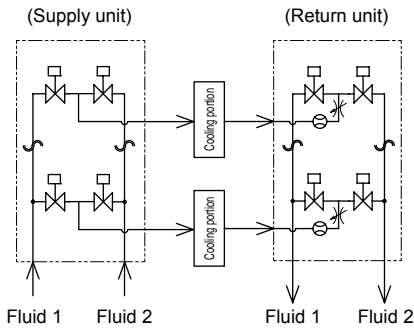 (Supply unit)
(Return unit)
Cooling portion
Cooling portion
Fluid 1
Fluid 2
Fluid 1
Fluid 2